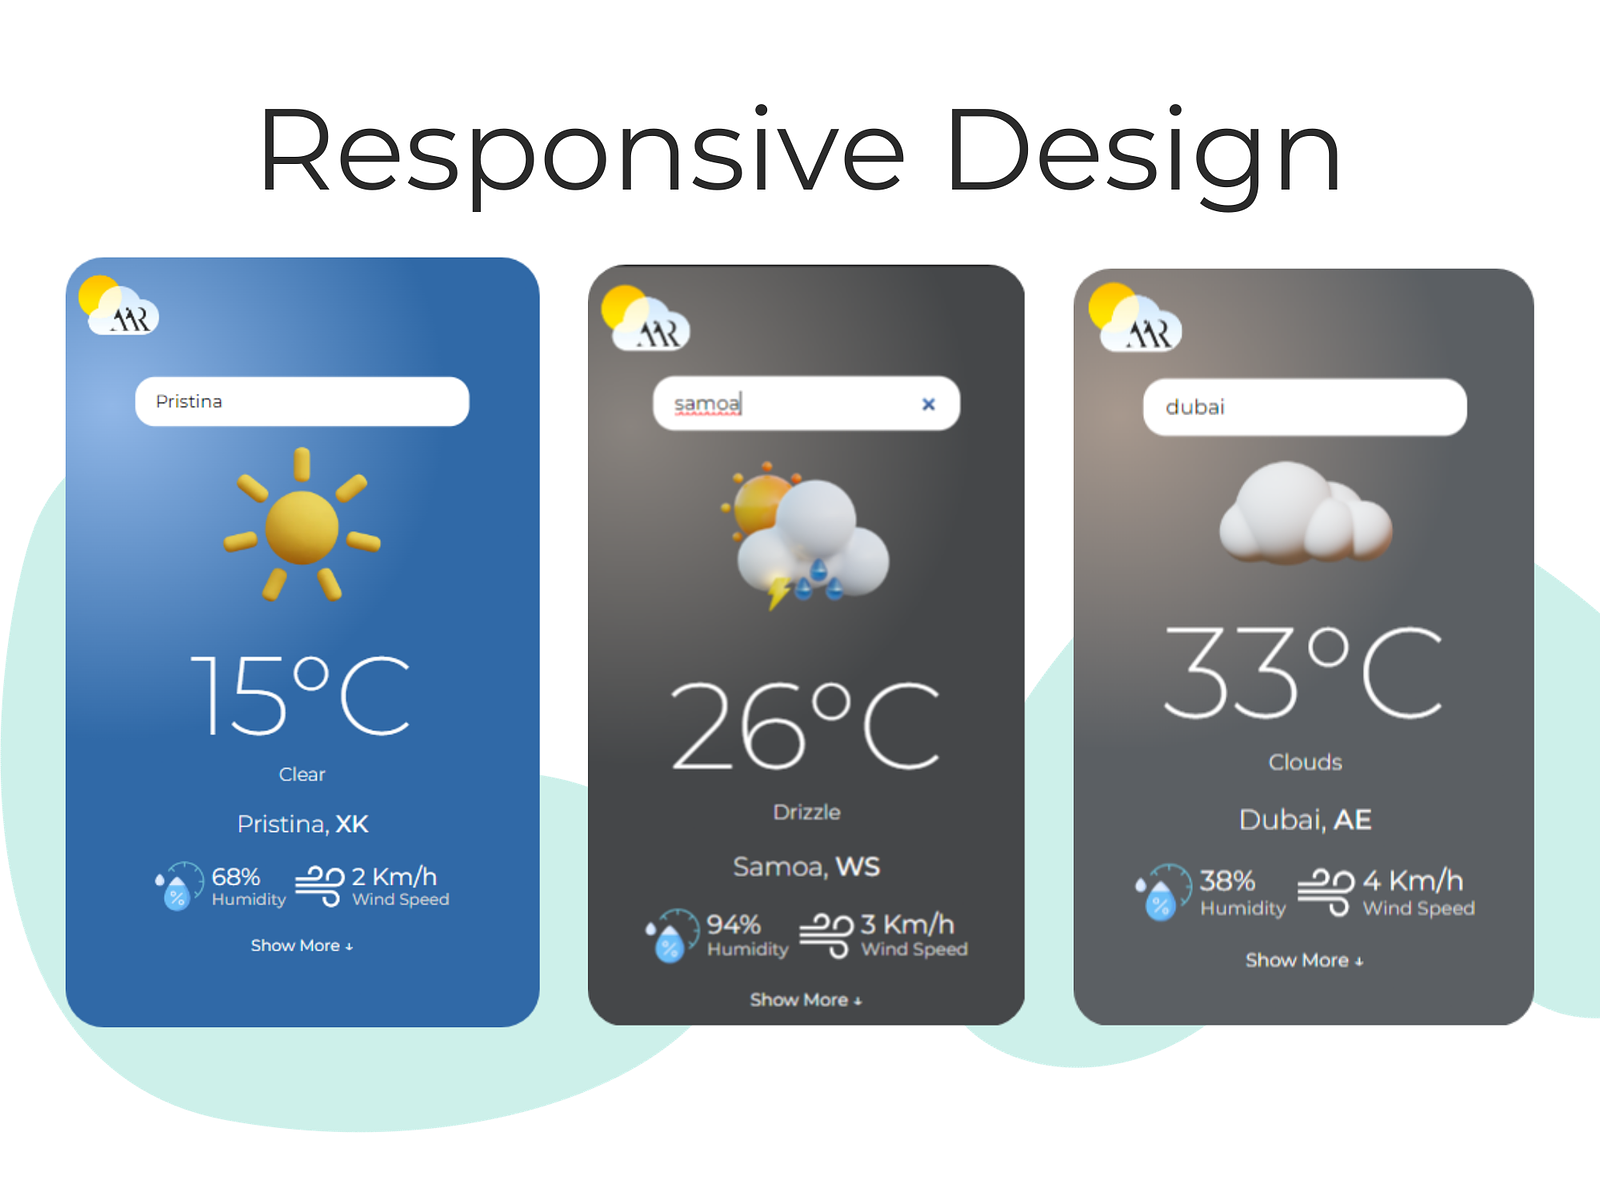 Responsive Design
AAR
Pristina
15°C
Clear
Pristina, XK
68%
Humidity
2 Km/h
Wind Speed
Show More ↓
AAR
samoa
×
26°C
Drizzle
Samoa, WS
94%
Humidity
3 Km/h
Wind Speed
Show More ↓
AAR
dubai
33°C
Clouds
Dubai, AE
38%
Humidity
4 Km/h
Wind Speed
Show More ↓